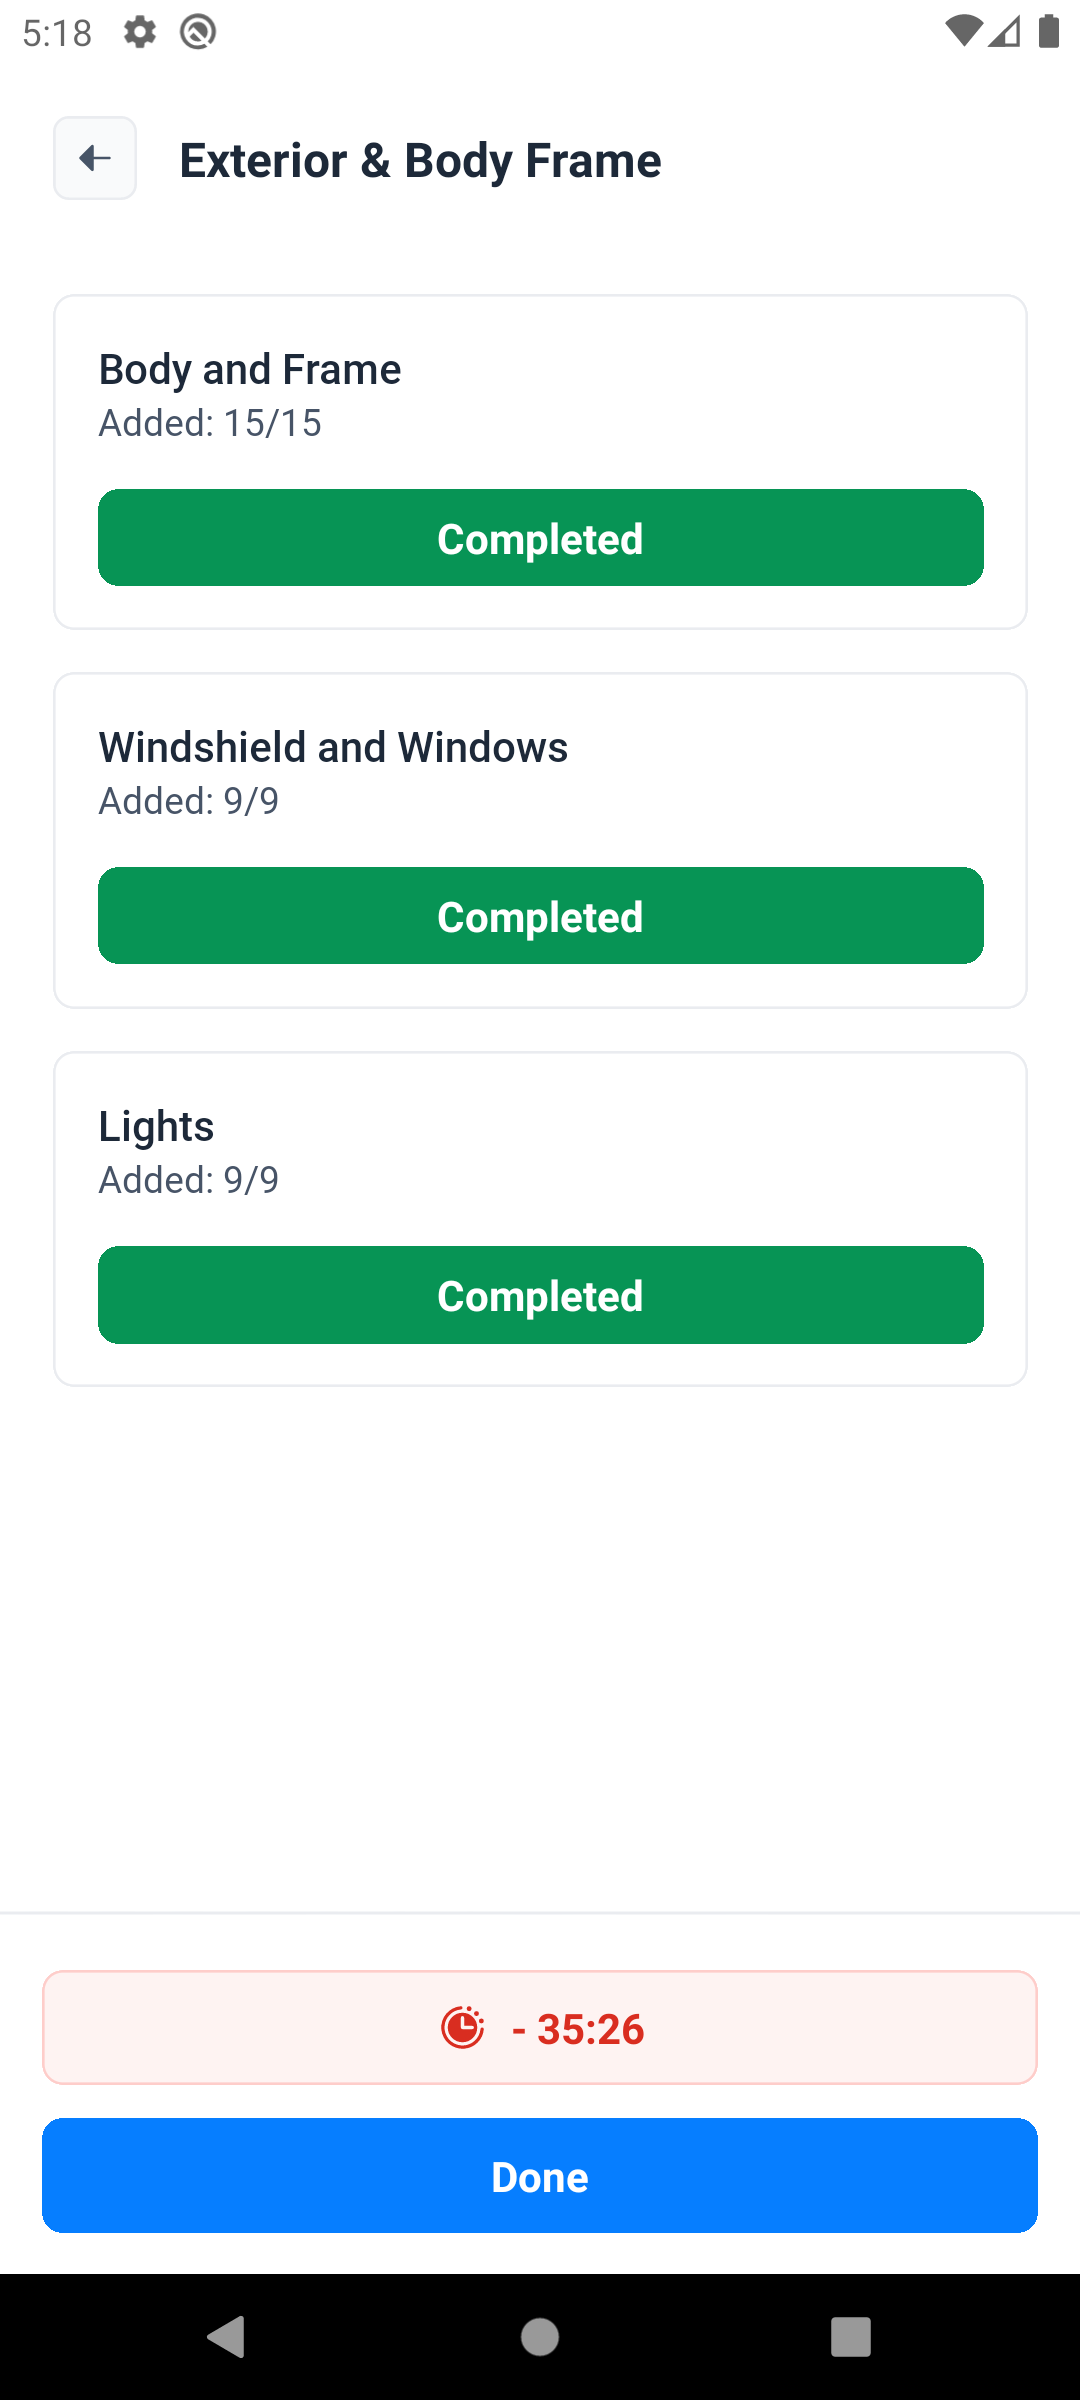 5:18
Exterior & Body Frame
Body and Frame
Added: 15/15
Completed
Windshield and Windows
Added: 9/9
Completed
Lights
Added: 9/9
Completed
- 35:26
Done